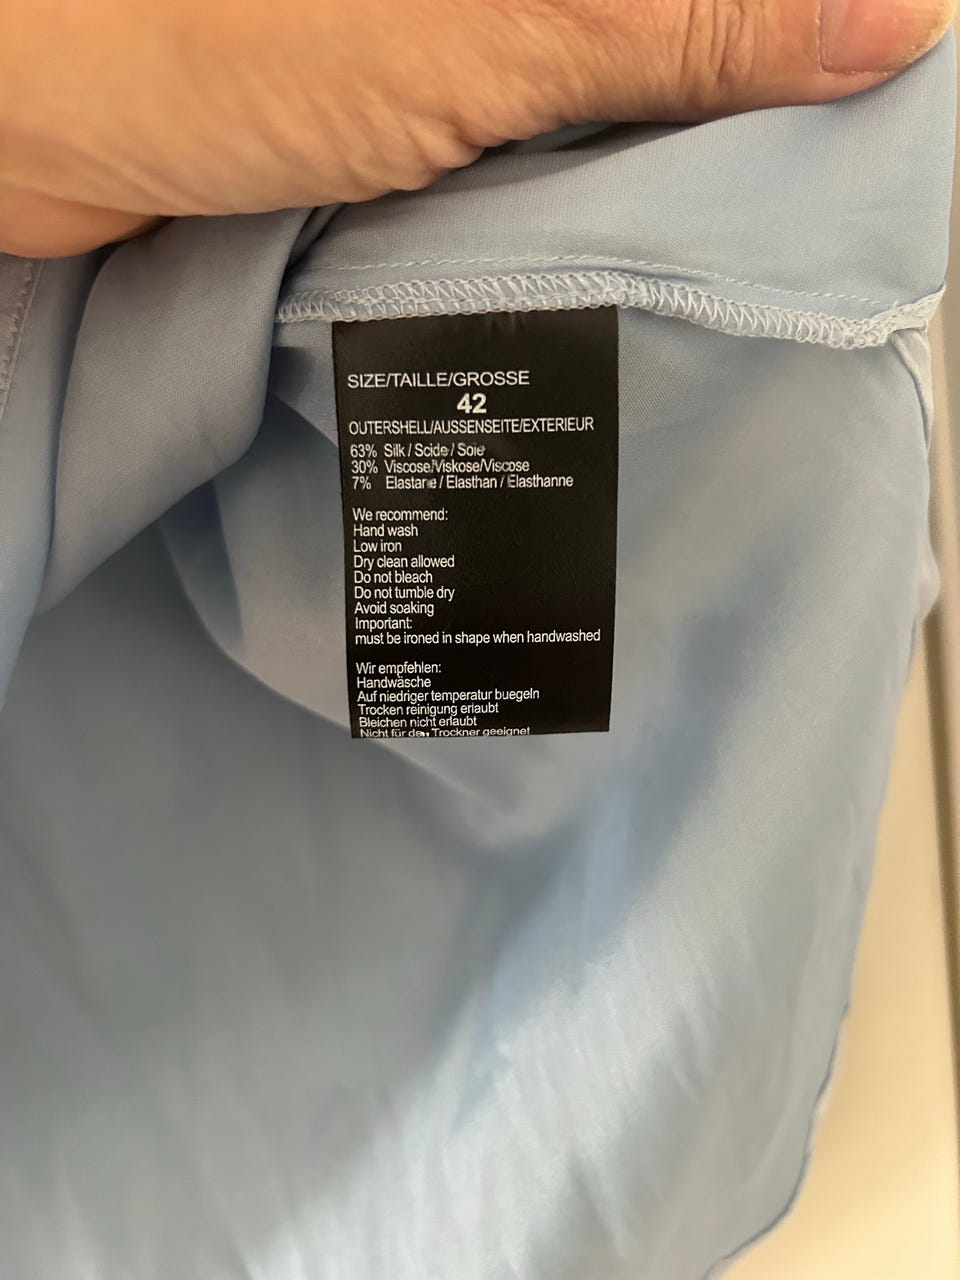 SIZE/TAILLE/GROSSE
42
OUTERSHELL/AUSSENSEITE/EXTERIEUR
63% Silk / Scide / Soie
30% Viscose/Viskose/Viscose
7% Elastane / Elasthan / Elasthanne
We recommend:
Hand wash
Low iron
Dry clean allowed
Do not bleach
Do not tumble dry
Avoid soaking
Important:
must be ironed in shape when handwashed
Wir empfehlen:
Handwäsche
Auf niedriger temperatur buegeln
Trocken reinigung erlaubt
Bleichen nicht erlaubt
Nicht für den Trockner geeignet